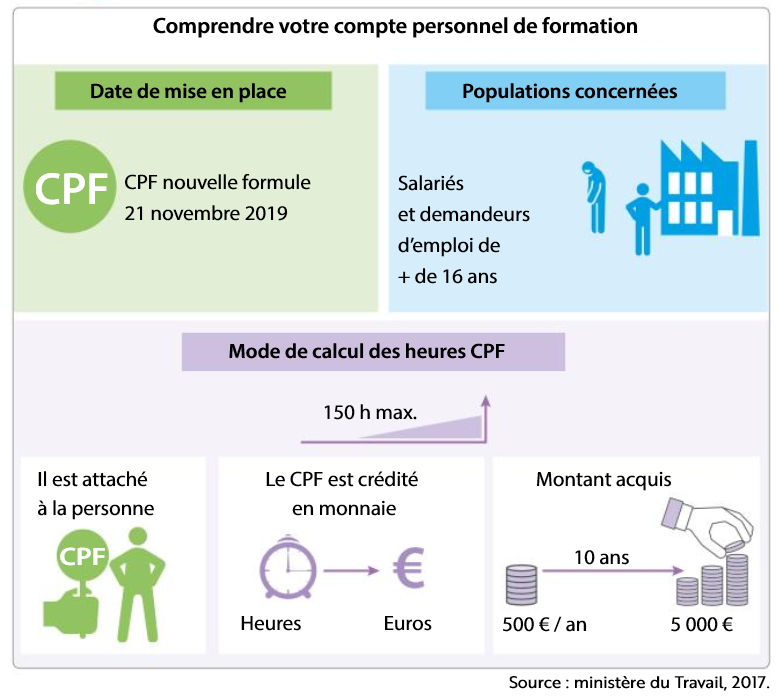 Comprendre votre compte personnel de formation
Date de mise en place
CPF
CPF nouvelle formule
21 novembre 2019
Populations concernées
Salariés
et demandeurs
d'emploi de
+ de 16 ans
Mode de calcul des heures CPF
150 h max.
Il est attaché
à la personne
CPF
Le CPF est crédité
en monnaie
€
Heures
Euros
Montant acquis
10 ans
500 € / an
5 000 €
Source : ministère du Travail, 2017.